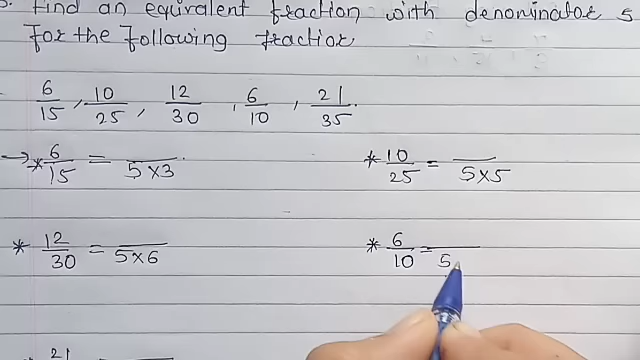 Find an equivalent fraction with denominator 5
For the following fraction
6/15, 10/25, 12/30, 6/10, 21/35.
→ * 6/15 = /5×3. * 10/25 = /5×5
* 12/30 = /5×6 * 6/10 = /5
21